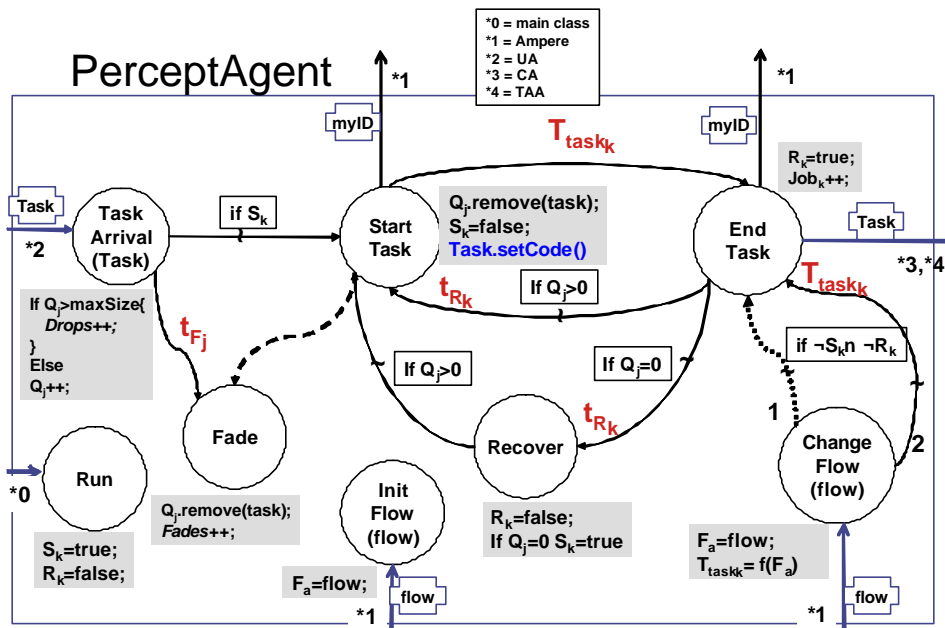 *0 = main class
*1 = Ampere
*2 = UA
*3 = CA
*4 = TAA
PerceptAgent
*1
*1
myID
myID
T_task_k
R_k=true;
Job_k++;
Task
*2
Task
Arrival
(Task)
if S_k
Start
Task
Q_j.remove(task);
S_k=false;
Task.setCode()
End
Task
Task
*3,*4
If Q_j>maxSize{
Drops++;
}
Else
Q_j++;
t_F_j
t_R_k
If Q_j>0
T_task_k
If Q_j>0
If Q_j=0
if ¬S_kn ¬R_k
1
2
t_R_k
Fade
Recover
Change
Flow
(flow)
*0
Run
Init
Flow
(flow)
Q_j.remove(task);
Fades++;
R_k=false;
If Q_j=0 S_k=true
S_k=true;
R_k=false;
F_a=flow;
F_a=flow;
T_taskk= f(F_a)
*1
flow
*1
flow